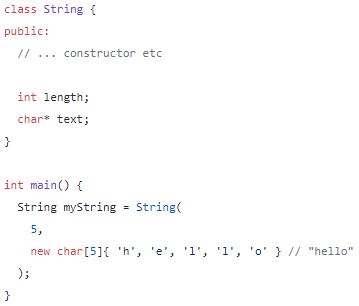 class String {
public:
  // ... constructor etc

  int length;
  char* text;
}

int main() {
  String myString = String(
    5,
    new char[5]{ 'h', 'e', 'l', 'l', 'o' } // "hello"
  );
}